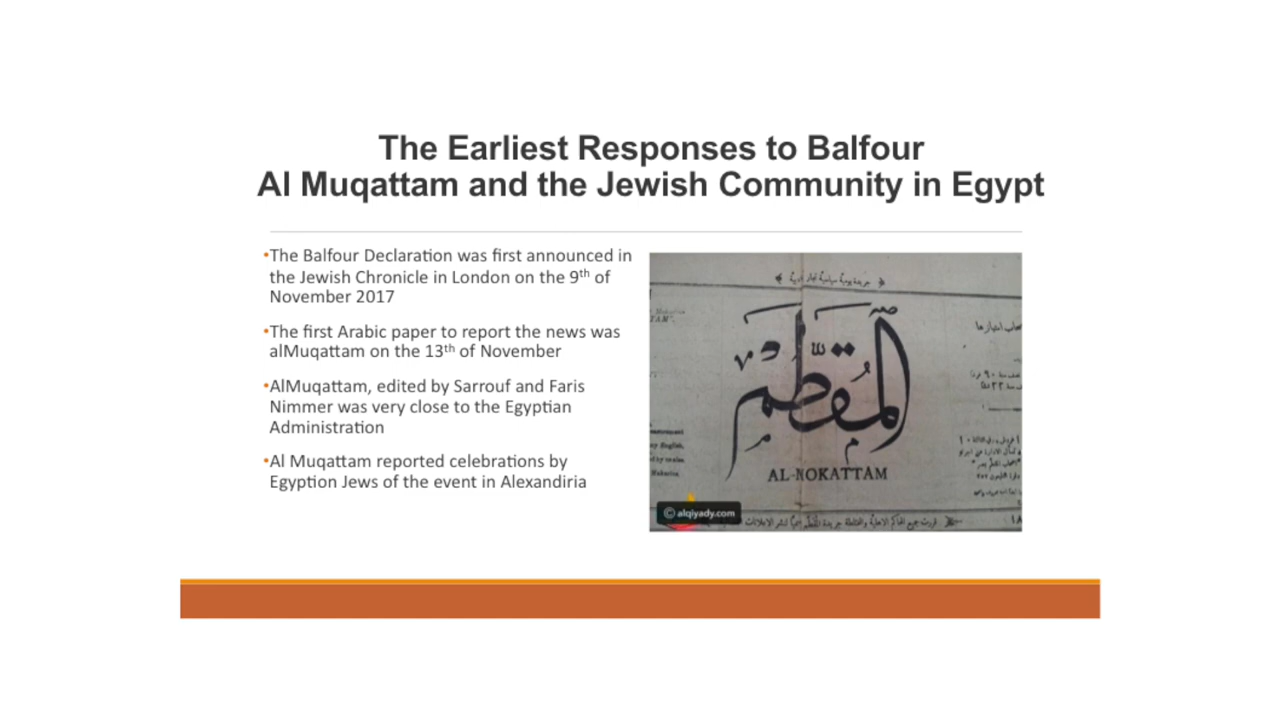 The Earliest Responses to Balfour
Al Muqattam and the Jewish Community in Egypt
•The Balfour Declaration was first announced in
the Jewish Chronicle in London on the 9th of
November 2017
•The first Arabic paper to report the news was
alMuqattam on the 13th of November
•AlMuqattam, edited by Sarrouf and Faris
Nimmer was very close to the Egyptian
Administration
•Al Muqattam reported celebrations by
Egyption Jews of the event in Alexandiria
جريدة يومية سياسية
المُقَطَّم
AL-NOKATTAM
© alqiyady.com